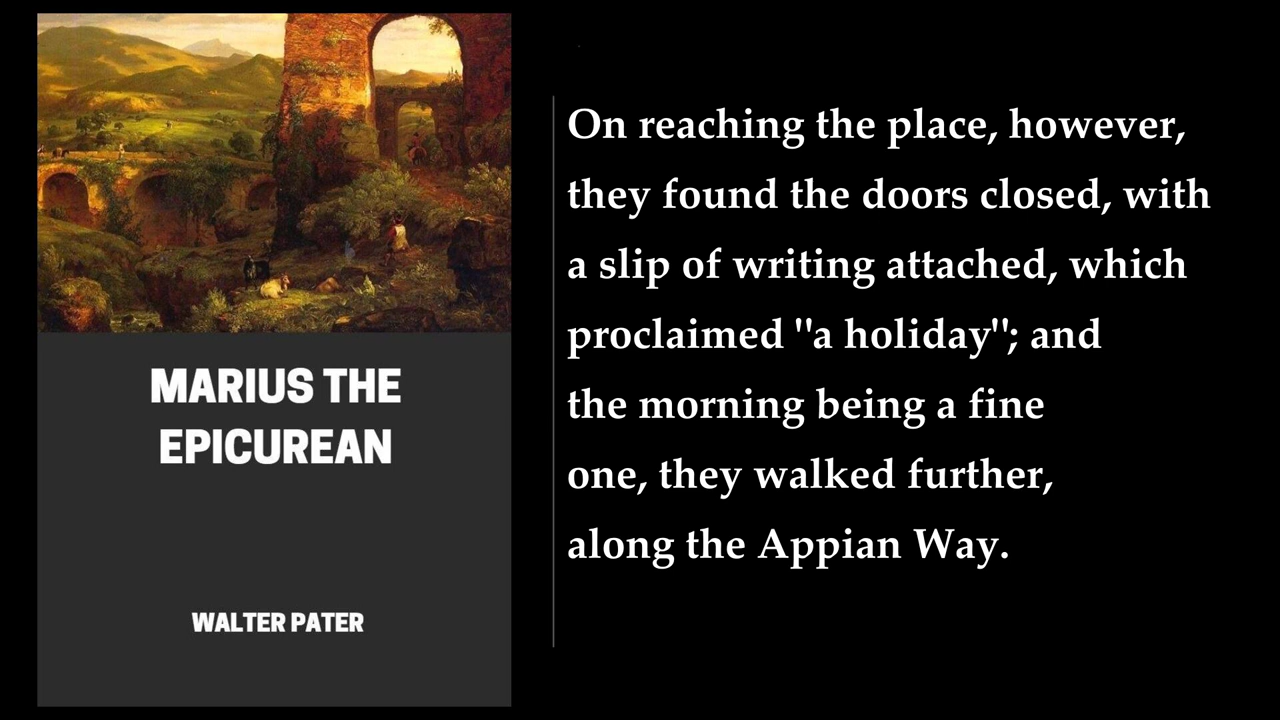 MARIUS THE
EPICUREAN
WALTER PATER
On reaching the place, however,
they found the doors closed, with
a slip of writing attached, which
proclaimed "a holiday"; and
the morning being a fine
one, they walked further,
along the Appian Way.